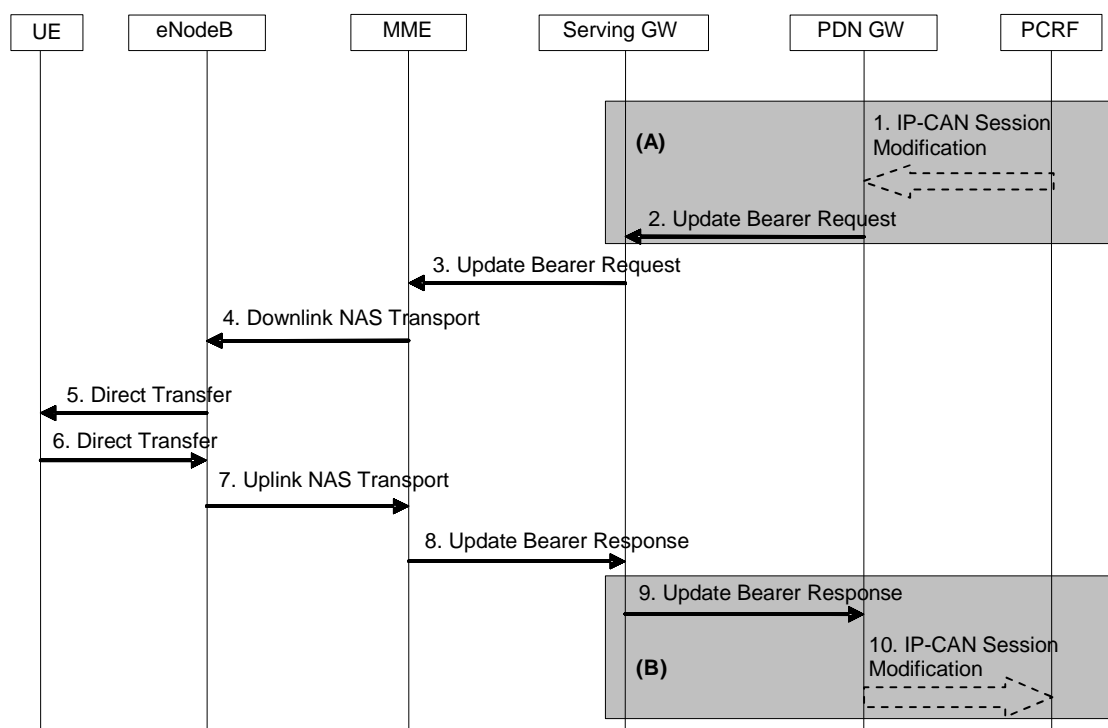 UE
eNodeB
MME
Serving GW
PDN GW
PCRF
(A)
1. IP-CAN Session
Modification
2. Update Bearer Request
3. Update Bearer Request
4. Downlink NAS Transport
5. Direct Transfer
6. Direct Transfer
7. Uplink NAS Transport
8. Update Bearer Response
9. Update Bearer Response
(B)
10. IP-CAN Session
Modification